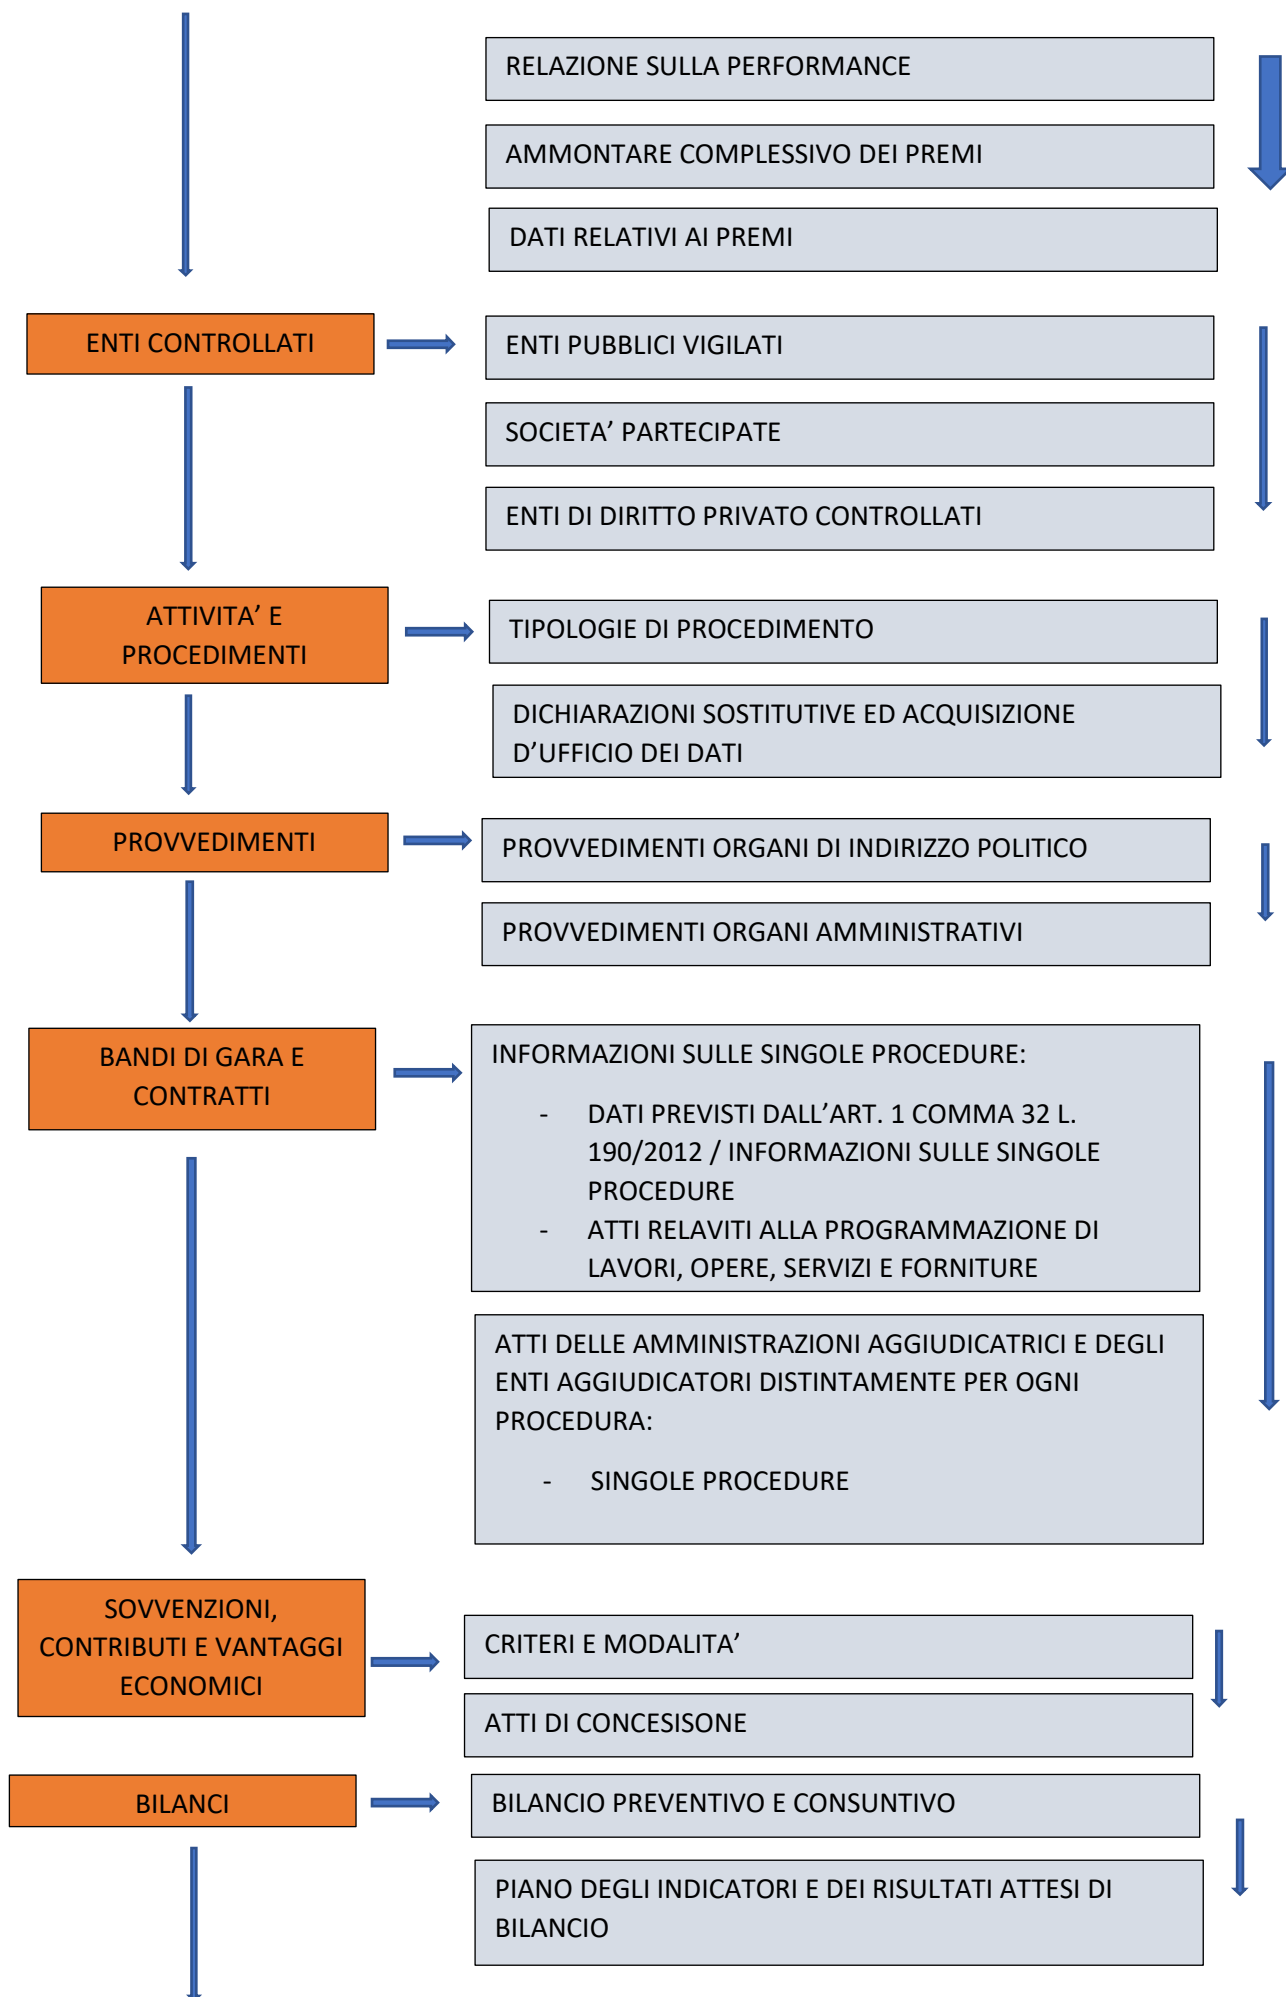 RELAZIONE SULLA PERFORMANCE
AMMONTARE COMPLESSIVO DEI PREMI
DATI RELATIVI AI PREMI
ENTI CONTROLLATI
ENTI PUBBLICI VIGILATI
SOCIETA’ PARTECIPATE
ENTI DI DIRITTO PRIVATO CONTROLLATI
ATTIVITA’ E
PROCEDIMENTI
TIPOLOGIE DI PROCEDIMENTO
DICHIARAZIONI SOSTITUTIVE ED ACQUISIZIONE
D’UFFICIO DEI DATI
PROVVEDIMENTI
PROVVEDIMENTI ORGANI DI INDIRIZZO POLITICO
PROVVEDIMENTI ORGANI AMMINISTRATIVI
BANDI DI GARA E
CONTRATTI
INFORMAZIONI SULLE SINGOLE PROCEDURE:
- DATI PREVISTI DALL’ART. 1 COMMA 32 L.
190/2012 / INFORMAZIONI SULLE SINGOLE
PROCEDURE
- ATTI RELAVITI ALLA PROGRAMMAZIONE DI
LAVORI, OPERE, SERVIZI E FORNITURE
ATTI DELLE AMMINISTRAZIONI AGGIUDICATRICI E DEGLI
ENTI AGGIUDICATORI DISTINTAMENTE PER OGNI
PROCEDURA:
- SINGOLE PROCEDURE
SOVVENZIONI,
CONTRIBUTI E VANTAGGI
ECONOMICI
CRITERI E MODALITA’
ATTI DI CONCESISONE
BILANCI
BILANCIO PREVENTIVO E CONSUNTIVO
PIANO DEGLI INDICATORI E DEI RISULTATI ATTESI DI
BILANCIO